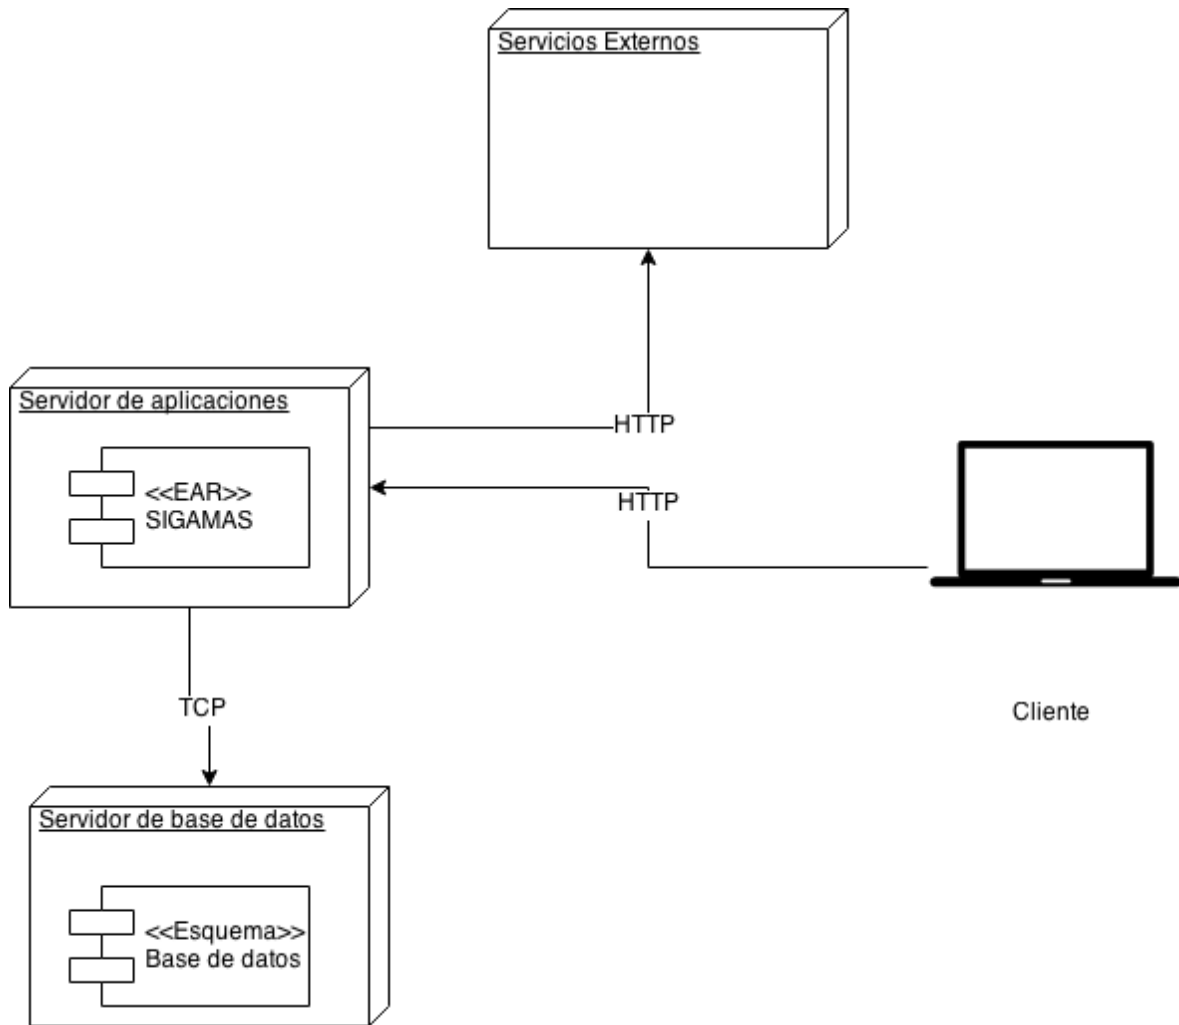 Servicios Externos
Servidor de aplicaciones
HTTP
<<EAR>>
SIGAMAS
HTTP
TCP
Cliente
Servidor de base de datos
<<Esquema>>
Base de datos